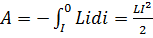 A = −∫_I^0 Lidi = LI²/2